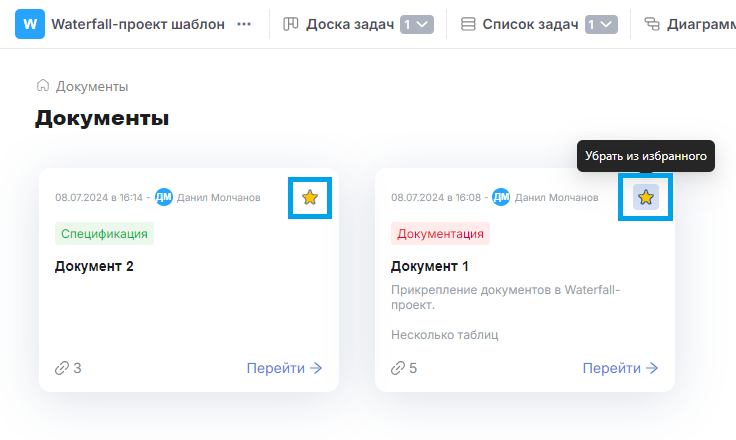 W Waterfall-проект шаблон ••• Доска задач 1 Список задач 1 Диаграмм
Документы
Документы
Убрать из избранного
08.07.2024 в 16:14 - ДМ Данил Молчанов
Спецификация
Документ 2
3 Перейти →
08.07.2024 в 16:08 - ДМ Данил Молчанов
Документация
Документ 1
Прикрепление документов в Waterfall-
проект.
Несколько таблиц
5 Перейти →